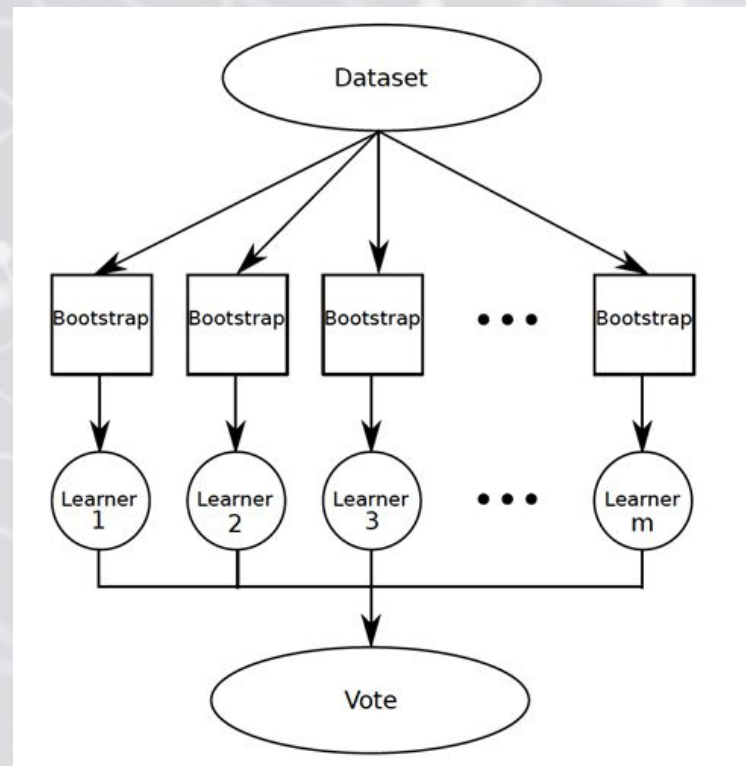 Dataset
Bootstrap Bootstrap Bootstrap ••• Bootstrap
Learner Learner Learner ••• Learner
1 2 3 m
Vote